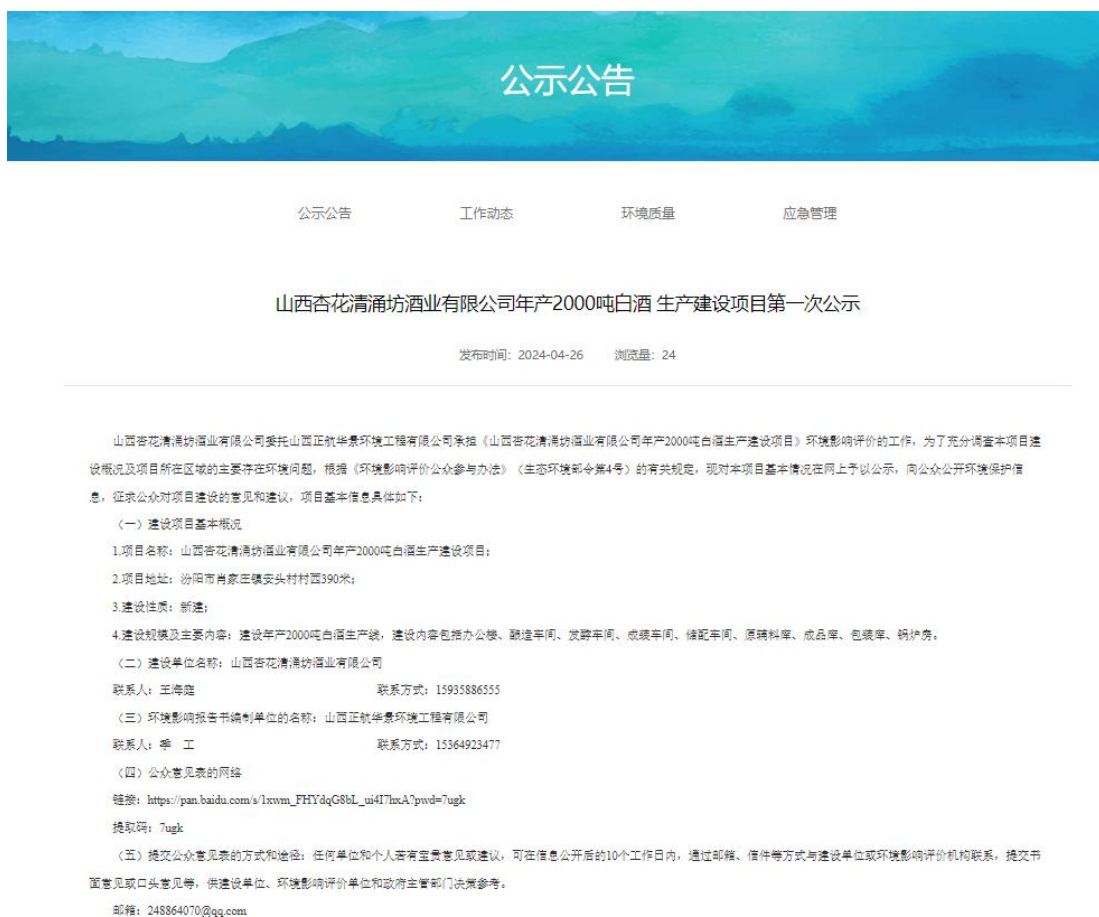 公示公告
公示公告 工作动态 环境质量 应急管理
山西杏花清涌坊酒业有限公司年产2000吨白酒 生产建设项目第一次公示
发布时间：2024-04-26 浏览量：24
山西杏花清涌坊酒业有限公司委托山西正航华景环境工程有限公司承担《山西杏花清涌坊酒业有限公司年产2000吨白酒生产建设项目》环境影响评价的工作，为了充分调查本项目建
设概况及项目所在区域的主要存在环境问题，根据《环境影响评价公众参与办法》（生态环境部令第4号）的有关规定，现对本项目基本情况在网上予以公示，向公众公开环境保护信
息，征求公众对项目建设的意见和建议，项目基本信息具体如下：
（一）建设项目基本概况
1.项目名称：山西杏花清涌坊酒业有限公司年产2000吨白酒生产建设项目；
2.项目地址：汾阳市肖家庄镇安头村村西390米；
3.建设性质：新建；
4.建设规模及主要内容：建设年产2000吨白酒生产线，建设内容包括办公楼、酿造车间、发酵车间、成装车间、储配车间、原辅料库、成品库、包装库、锅炉房。
（二）建设单位名称：山西杏花清涌坊酒业有限公司
联系人：王海庭 联系方式：15935886555
（三）环境影响报告书编制单位的名称：山西正航华景环境工程有限公司
联系人：季 工 联系方式：15364923477
（四）公众意见表的网络
链接：https://pan.baidu.com/s/1xwm_FHYdqG8bL_ui4I7hxA?pwd=7ugk
提取码：7ugk
（五）提交公众意见表的方式和途径：任何单位和个人若有宝贵意见或建议，可在信息公开后的10个工作日内，通过邮箱、信件等方式与建设单位或环境影响评价机构联系，提交书
面意见或口头意见等，供建设单位、环境影响评价单位和政府主管部门决策参考。
邮箱：248864070@qq.com